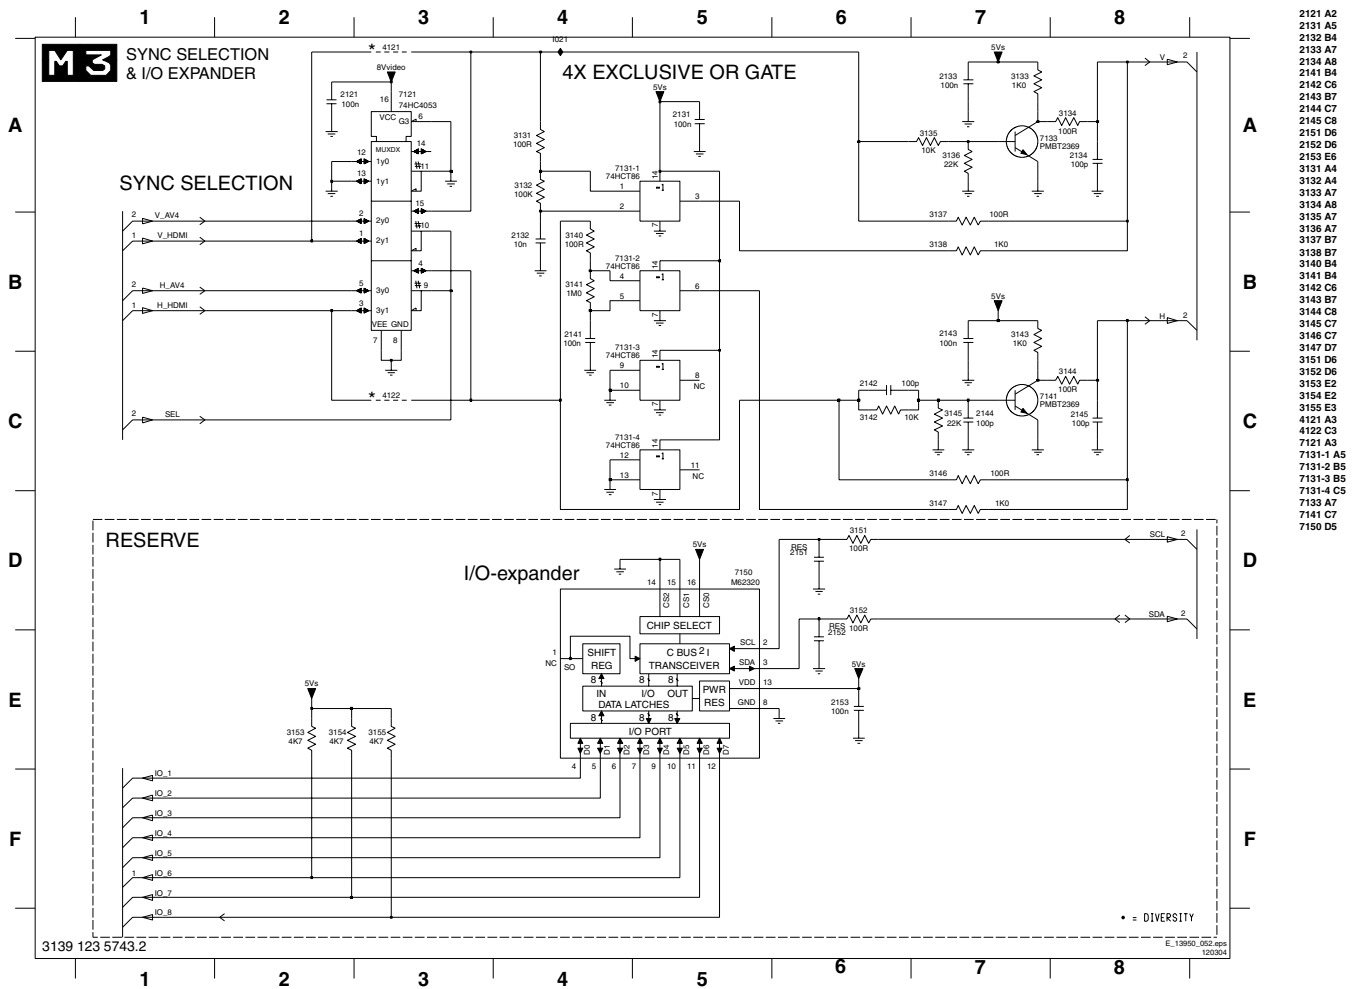 1 2 3 4 5 6 7 8
M 3
SYNC SELECTION
& I/O EXPANDER
4X EXCLUSIVE OR GATE
SYNC SELECTION
* 4121
I021
8Vvideo
2121
100n
16
7121
74HC4053
VCC
G3
6
MUXDX
14
12
1y0
#11
13
1y1
15
2
2y0
#10
1
2y1
4
5
3y0
# 9
3
3y1
VEE GND
7 8
* 4122
2 V_AV4
1 V_HDMI
2 H_AV4
1 H_HDMI
2 SEL
5Vs
2131
100n
3131
100R
3132
100K
2132
10n
7131-1
14
1
2
=1
3
7
3140
100R
7131-2
74HCT86
14
4
5
=1
6
7
3141
1M0
2141
100n
7131-3
74HCT86
14
9
10
=1
8
NC
7
7131-4
74HCT86
14
12
13
=1
11
NC
7
5Vs
2133
100n
3133
1K0
3134
100R
V 2
3135
10K
3136
22K
7133
PMBT2369
2134
100p
3137 100R
3138 1K0
5Vs
2143
100n
3143
1K0
3144
100R
H 2
2142 100p
3142 10K
3145
22K
2144
100p
7141
PMBT2369
2145
100p
3146 100R
3147 1K0
RESERVE
I/O-expander
5Vs
14 15 16
7150
M62320
CS2
CS1
CS0
CHIP SELECT
1
NC
SO
SHIFT
REG
C BUS 2 I
TRANSCEIVER
SCL 2
SDA 3
VDD 13
GND 8
8 8 8
IN I/O OUT
DATA LATCHES
PWR
RES
8 8 8
I/O PORT
D0 D1 D2 D3 D4 D5 D6 D7
4 5 6 7 9 10 11 12
RES
2151
3151
100R
SCL 2
RES
2152
3152
100R
SDA 2
5Vs
2153
100n
5Vs
3153
4K7
3154
4K7
3155
4K7
IO_1
IO_2
IO_3
IO_4
IO_5
1 IO_6
IO_7
IO_8
• = DIVERSITY
3139 123 5743.2
E_13950_052.eps
120304
A A
B B
C C
D D
E E
F F
1 2 3 4 5 6 7 8
2121 A2
2131 A5
2132 B4
2133 A7
2134 A8
2141 B4
2142 C6
2143 B7
2144 C7
2145 C8
2151 D6
2152 D6
2153 E6
3131 A4
3132 A4
3133 A7
3134 A8
3135 A7
3136 A7
3137 B7
3138 B7
3140 B4
3141 B4
3142 C6
3143 B7
3144 C8
3145 C7
3146 C7
3147 D7
3151 D6
3152 D6
3153 E2
3154 E2
3155 E3
4121 A3
4122 C3
7121 A3
7131-1 A5
7131-2 B5
7131-3 B5
7131-4 C5
7133 A7
7141 C7
7150 D5